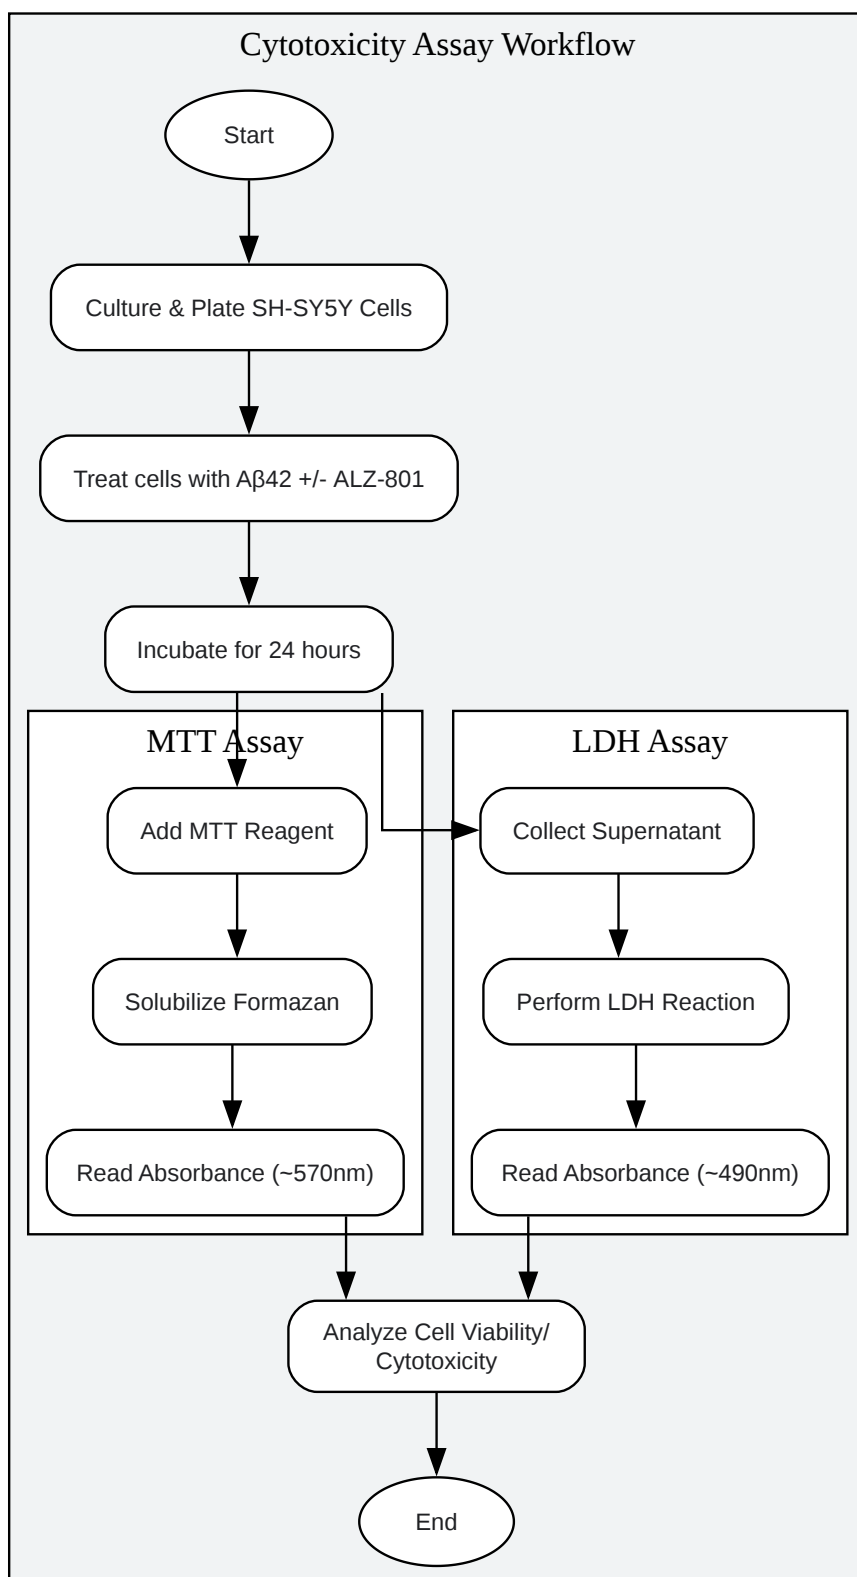 Cytotoxicity Assay Workflow
Start
Culture & Plate SH-SY5Y Cells
Treat cells with Aβ42 +/- ALZ-801
Incubate for 24 hours
MTT Assay
Add MTT Reagent
Solubilize Formazan
Read Absorbance (~570nm)
LDH Assay
Collect Supernatant
Perform LDH Reaction
Read Absorbance (~490nm)
Analyze Cell Viability/
Cytotoxicity
End